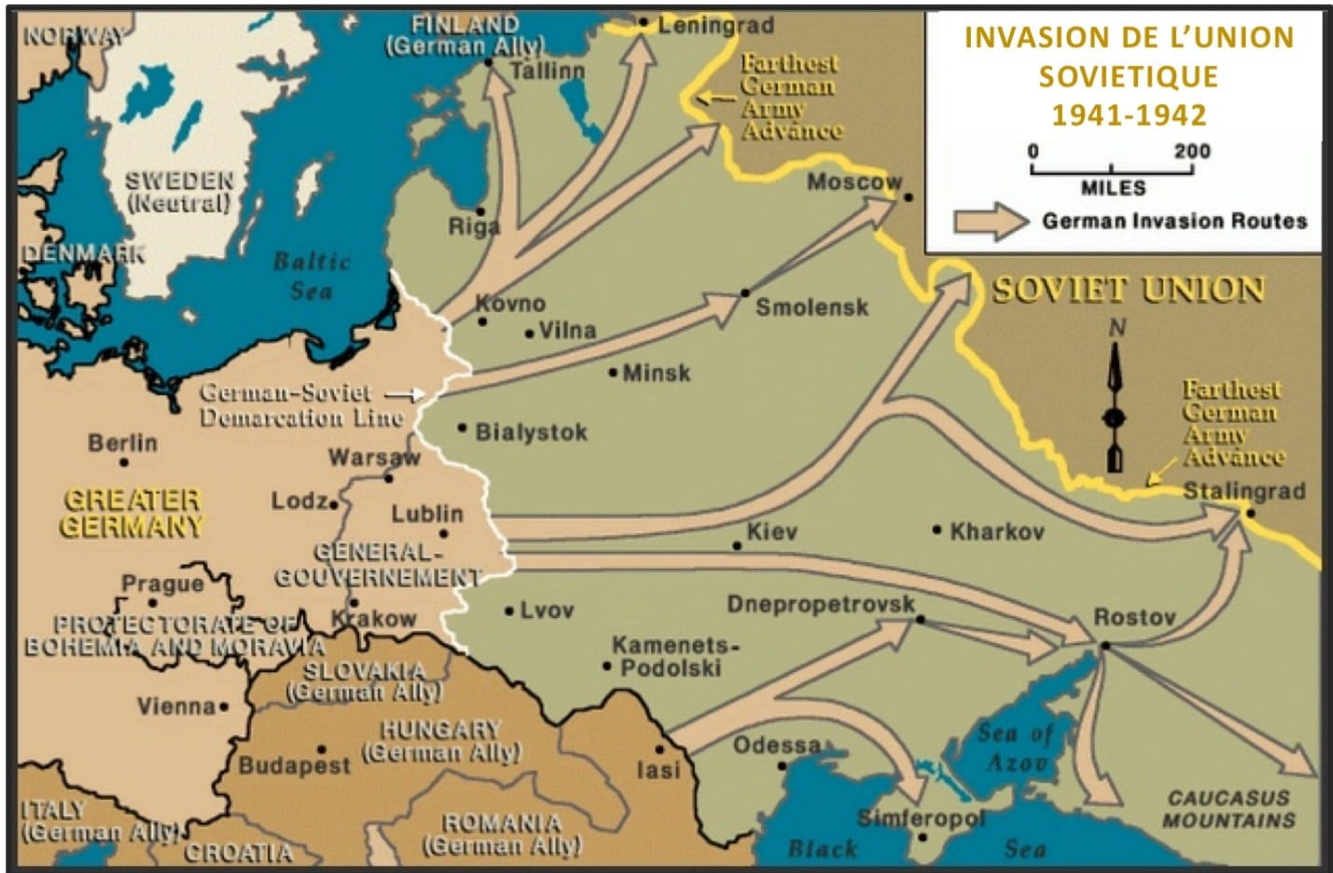 INVASION DE L’UNION
SOVIETIQUE
1941-1942
0 200
MILES
German Invasion Routes
NORWAY
FINLAND
(German Ally)
Leningrad
Tallinn
Farthest
German
Army
Advance
SWEDEN
(Neutral)
Moscow
Riga
DENMARK
Baltic
Sea
SOVIET UNION
Kovno
Vilna
Smolensk
N
Minsk
German-Soviet
Demarcation Line
Farthest
German
Army
Advance
Bialystok
Berlin
Warsaw
Stalingrad
GREATER
GERMANY
Lodz
Lublin
Kiev
Kharkov
GENERAL-
GOUVERNEMENT
Prague
Krakow
Lvov
Dnepropetrovsk
Rostov
PROTECTORATE OF
BOHEMIA AND MORAVIA
Kamenets-
Podolski
SLOVAKIA
(German Ally)
Vienna
HUNGARY
(German Ally)
Budapest
Iasi
Odessa
Sea of
Azov
ITALY
(German Ally)
CROATIA
ROMANIA
(German Ally)
Simferopol
CAUCASUS
MOUNTAINS
Black Sea